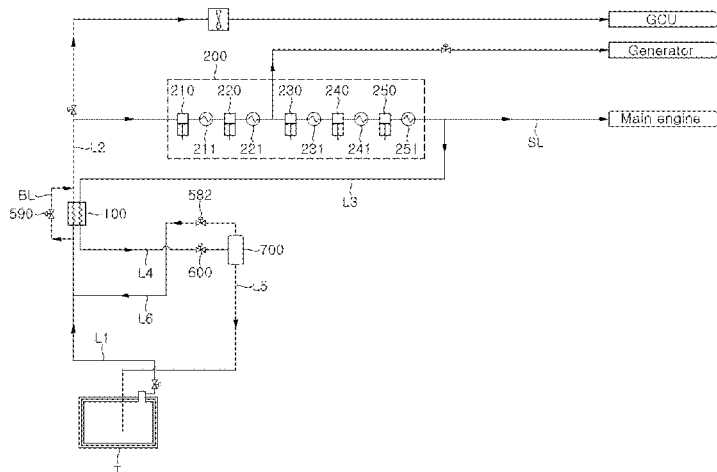 GCU
Generator
200
210
220
230
240
250
211
221
231
241
251
Main engine
SL
L2
L3
BL
590
100
582
700
600
L4
L5
L6
L1
T